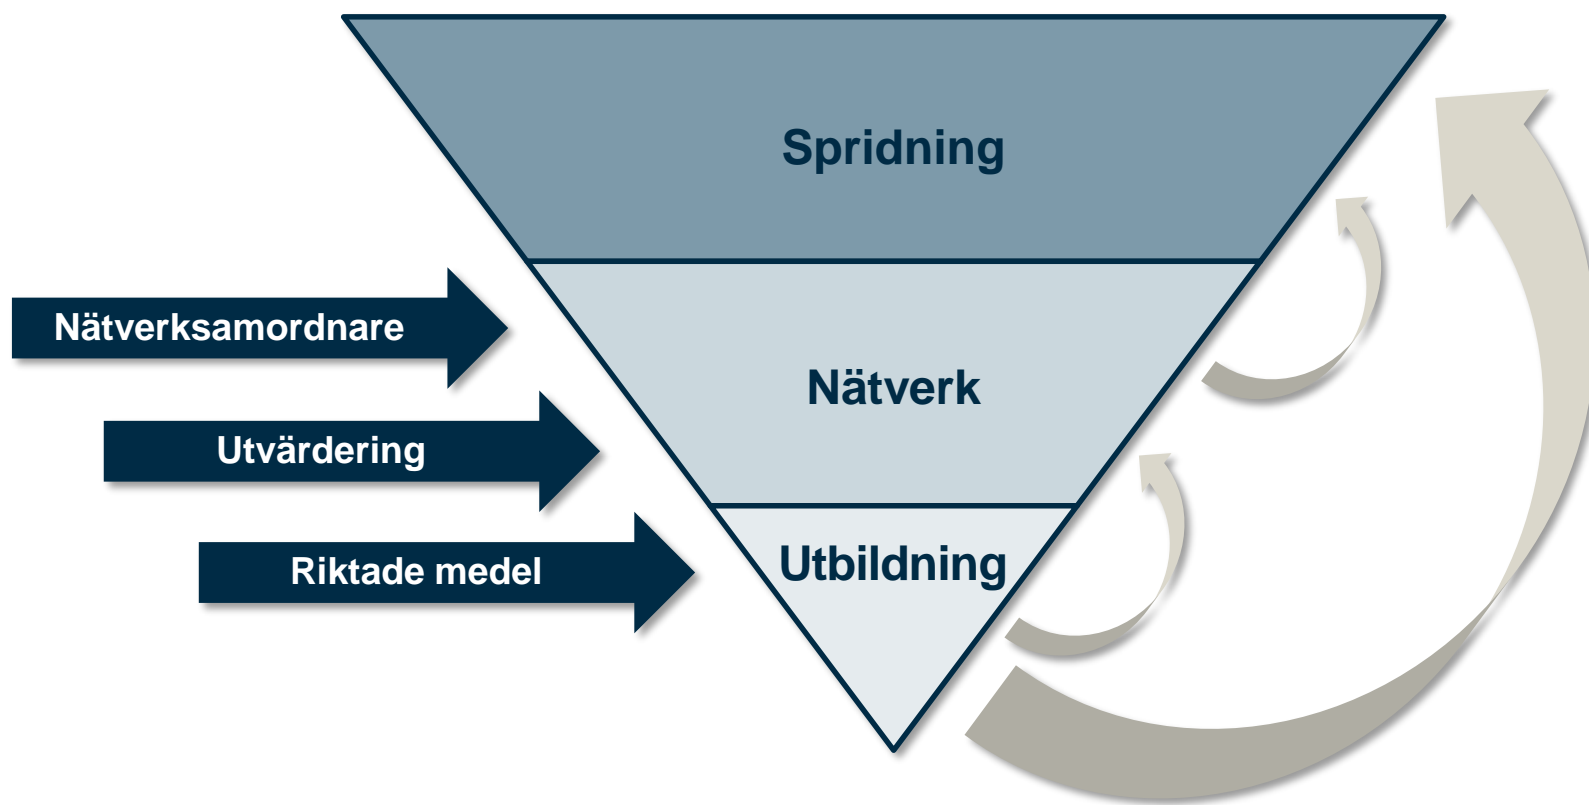 Spridning
Nätverksamordnare
Nätverk
Utvärdering
Utbildning
Riktade medel